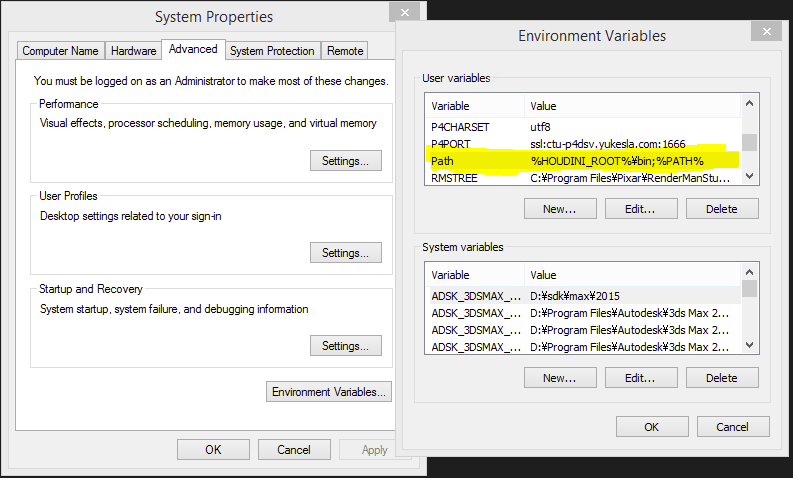 System Properties
Computer Name Hardware Advanced System Protection Remote
You must be logged on as an Administrator to make most of these changes.
Performance
Visual effects, processor scheduling, memory usage, and virtual memory
Settings...
User Profiles
Desktop settings related to your sign-in
Settings...
Startup and Recovery
System startup, system failure, and debugging information
Settings...
Environment Variables...
OK Cancel Apply
Environment Variables
User variables
Variable Value
P4CHARSET utf8
P4PORT ssl:ctu-p4dsv.yukesla.com:1666
Path %HOUDINI_ROOT%¥bin;%PATH%
RMSTREE C:¥Program Files¥Pixar¥RenderManStu...
New... Edit... Delete
System variables
Variable Value
ADSK_3DSMAX_... D:¥sdk¥max¥2015
ADSK_3DSMAX_... D:¥Program Files¥Autodesk¥3ds Max 2...
ADSK_3DSMAX_... D:¥Program Files¥Autodesk¥3ds Max 2...
ADSK_3DSMAX_... D:¥Program Files¥Autodesk¥3ds Max 2...
New... Edit... Delete
OK Cancel